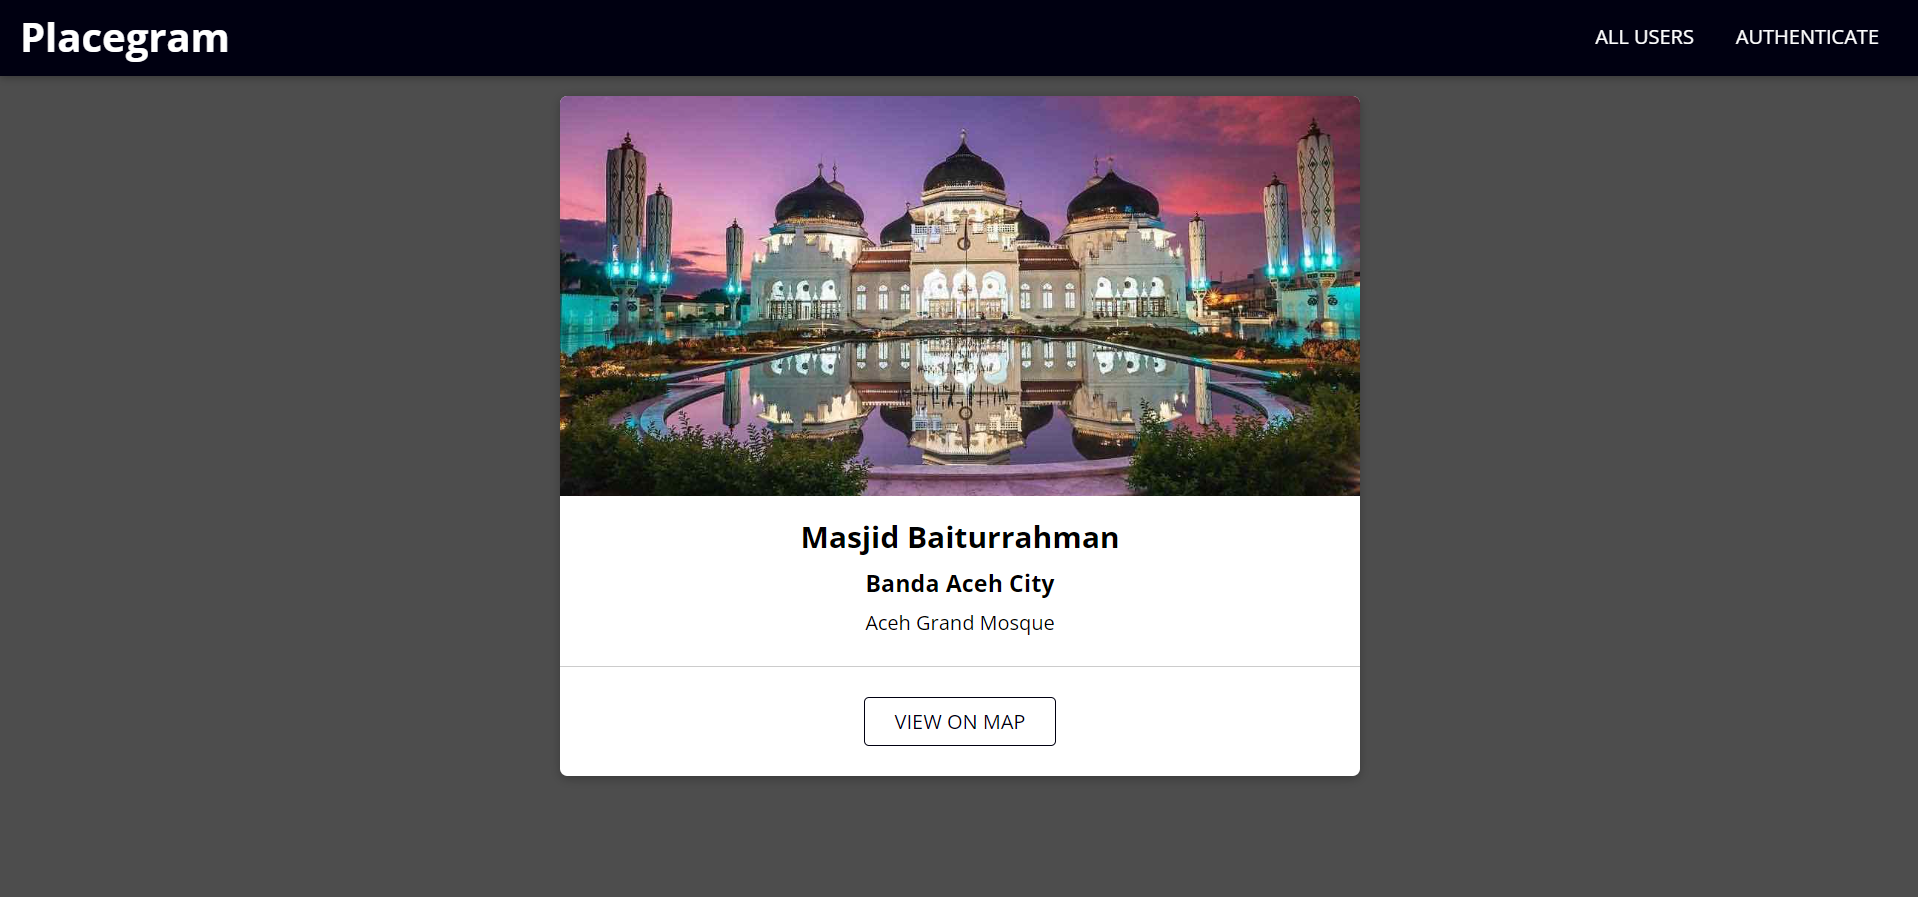 Placegram
ALL USERS
AUTHENTICATE
Masjid Baiturrahman
Banda Aceh City
Aceh Grand Mosque
VIEW ON MAP